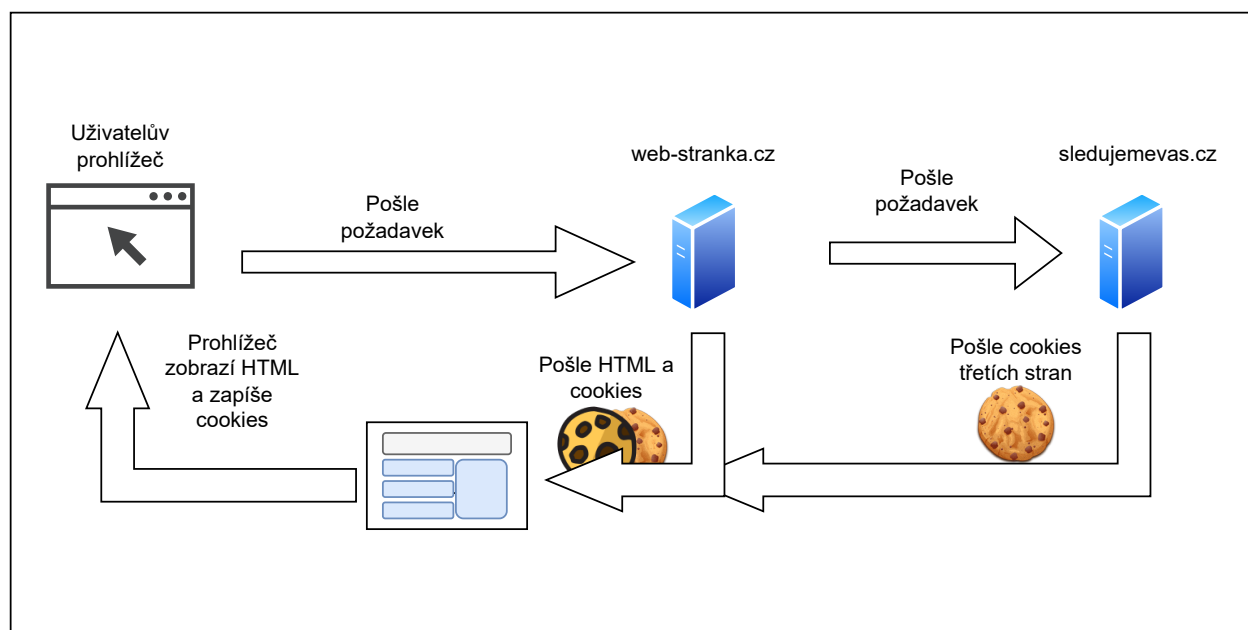 Uživatelův
prohlížeč
web-stranka.cz
sledujemevas.cz
Pošle
požadavek
Pošle
požadavek
Prohlížeč
zobrazí HTML
a zapíše
cookies
Pošle HTML a
cookies
Pošle cookies
třetích stran